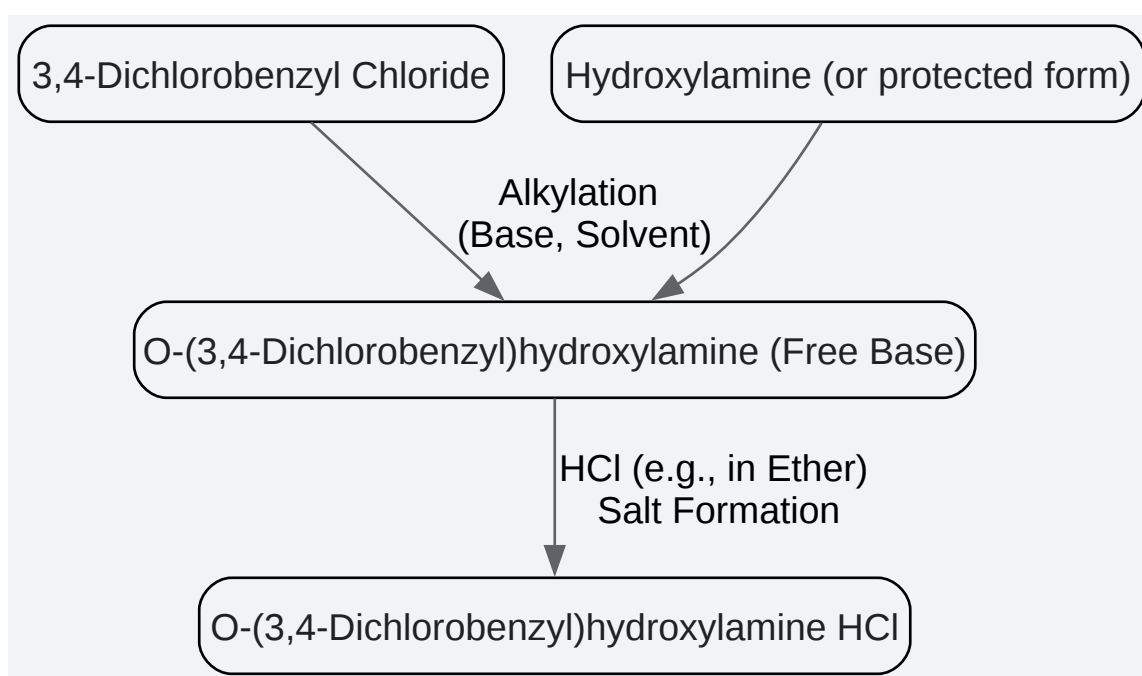 3,4-Dichlorobenzyl Chloride
Hydroxylamine (or protected form)
Alkylation
(Base, Solvent)
O-(3,4-Dichlorobenzyl)hydroxylamine (Free Base)
HCl (e.g., in Ether)
Salt Formation
O-(3,4-Dichlorobenzyl)hydroxylamine HCl